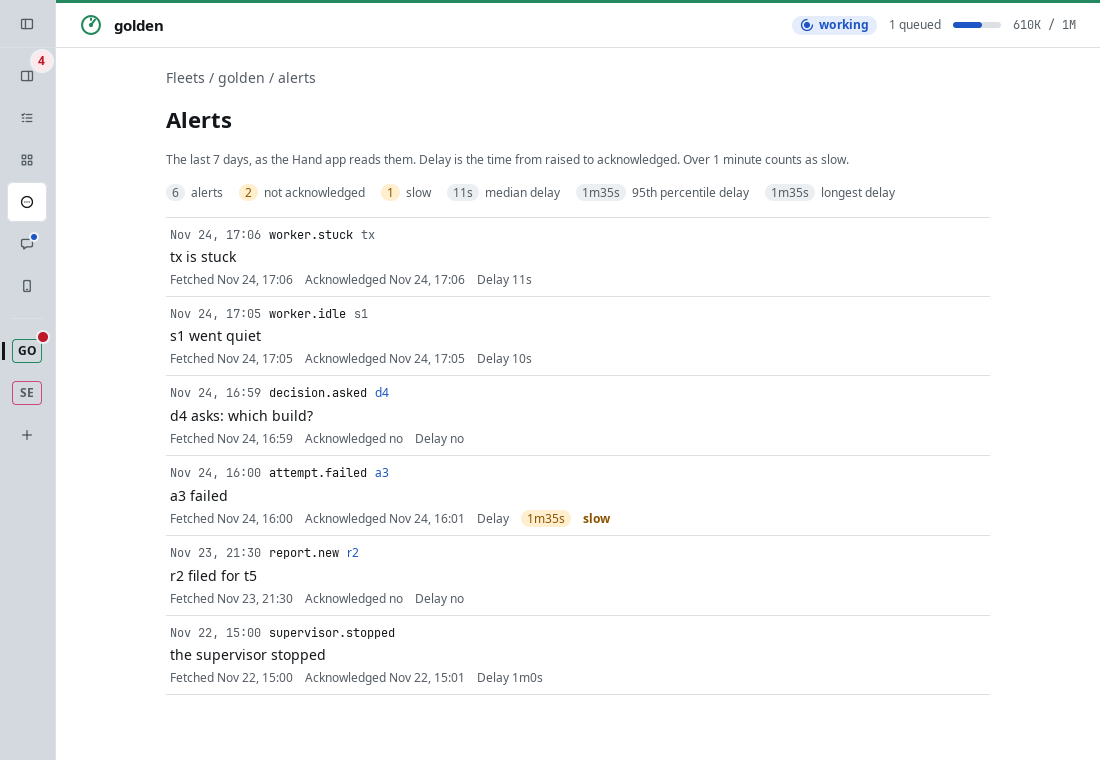 golden
working
1 queued
610K / 1M
4
GO
SE
Fleets / golden / alerts
Alerts
The last 7 days, as the Hand app reads them. Delay is the time from raised to acknowledged. Over 1 minute counts as slow.
6 alerts 2 not acknowledged 1 slow 11s median delay 1m35s 95th percentile delay 1m35s longest delay
Nov 24, 17:06 worker.stuck tx
tx is stuck
Fetched Nov 24, 17:06 Acknowledged Nov 24, 17:06 Delay 11s
Nov 24, 17:05 worker.idle s1
s1 went quiet
Fetched Nov 24, 17:05 Acknowledged Nov 24, 17:05 Delay 10s
Nov 24, 16:59 decision.asked d4
d4 asks: which build?
Fetched Nov 24, 16:59 Acknowledged no Delay no
Nov 24, 16:00 attempt.failed a3
a3 failed
Fetched Nov 24, 16:00 Acknowledged Nov 24, 16:01 Delay 1m35s slow
Nov 23, 21:30 report.new r2
r2 filed for t5
Fetched Nov 23, 21:30 Acknowledged no Delay no
Nov 22, 15:00 supervisor.stopped
the supervisor stopped
Fetched Nov 22, 15:00 Acknowledged Nov 22, 15:01 Delay 1m0s